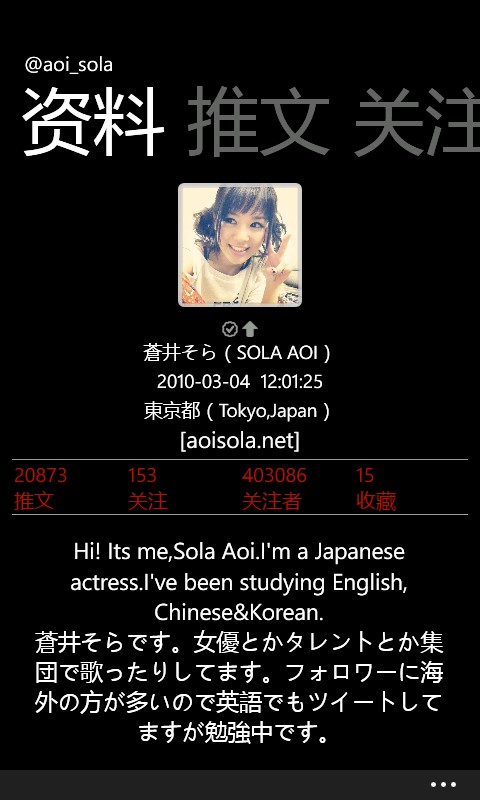 @aoi_sola
资料 推文 关注
蒼井そら ( SOLA AOI )
2010-03-04 12:01:25
東京都 ( Tokyo,Japan )
[aoisola.net]
20873 153 403086 15
推文 关注 关注者 收藏
Hi! Its me,Sola Aoi.I'm a Japanese
actress.I've been studying English,
Chinese&Korean.
蒼井そらです。女優とかタレントとか集
団で歌ったりしてます。フォロワーに海
外の方が多いので英語でもツイートして
ますが勉強中です。